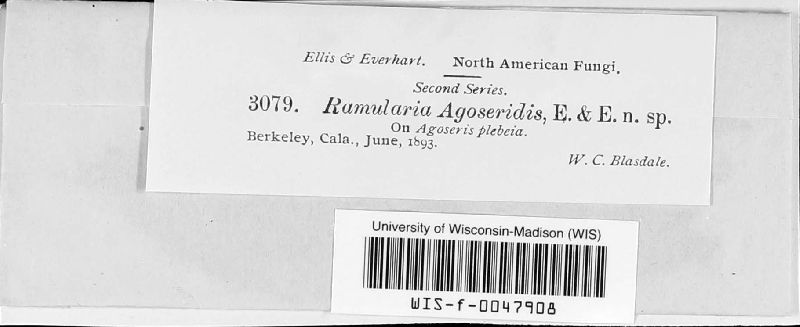 Ellis & Everhart. North American Fungi.
Second Series.
3079. Ramularia Agoseridis, E. & E. n. sp.
On Agoseris plebeia.
Berkeley, Cala., June, 1893.
W. C. Blasdale.
University of Wisconsin-Madison (WIS)
WIS-f-0047908